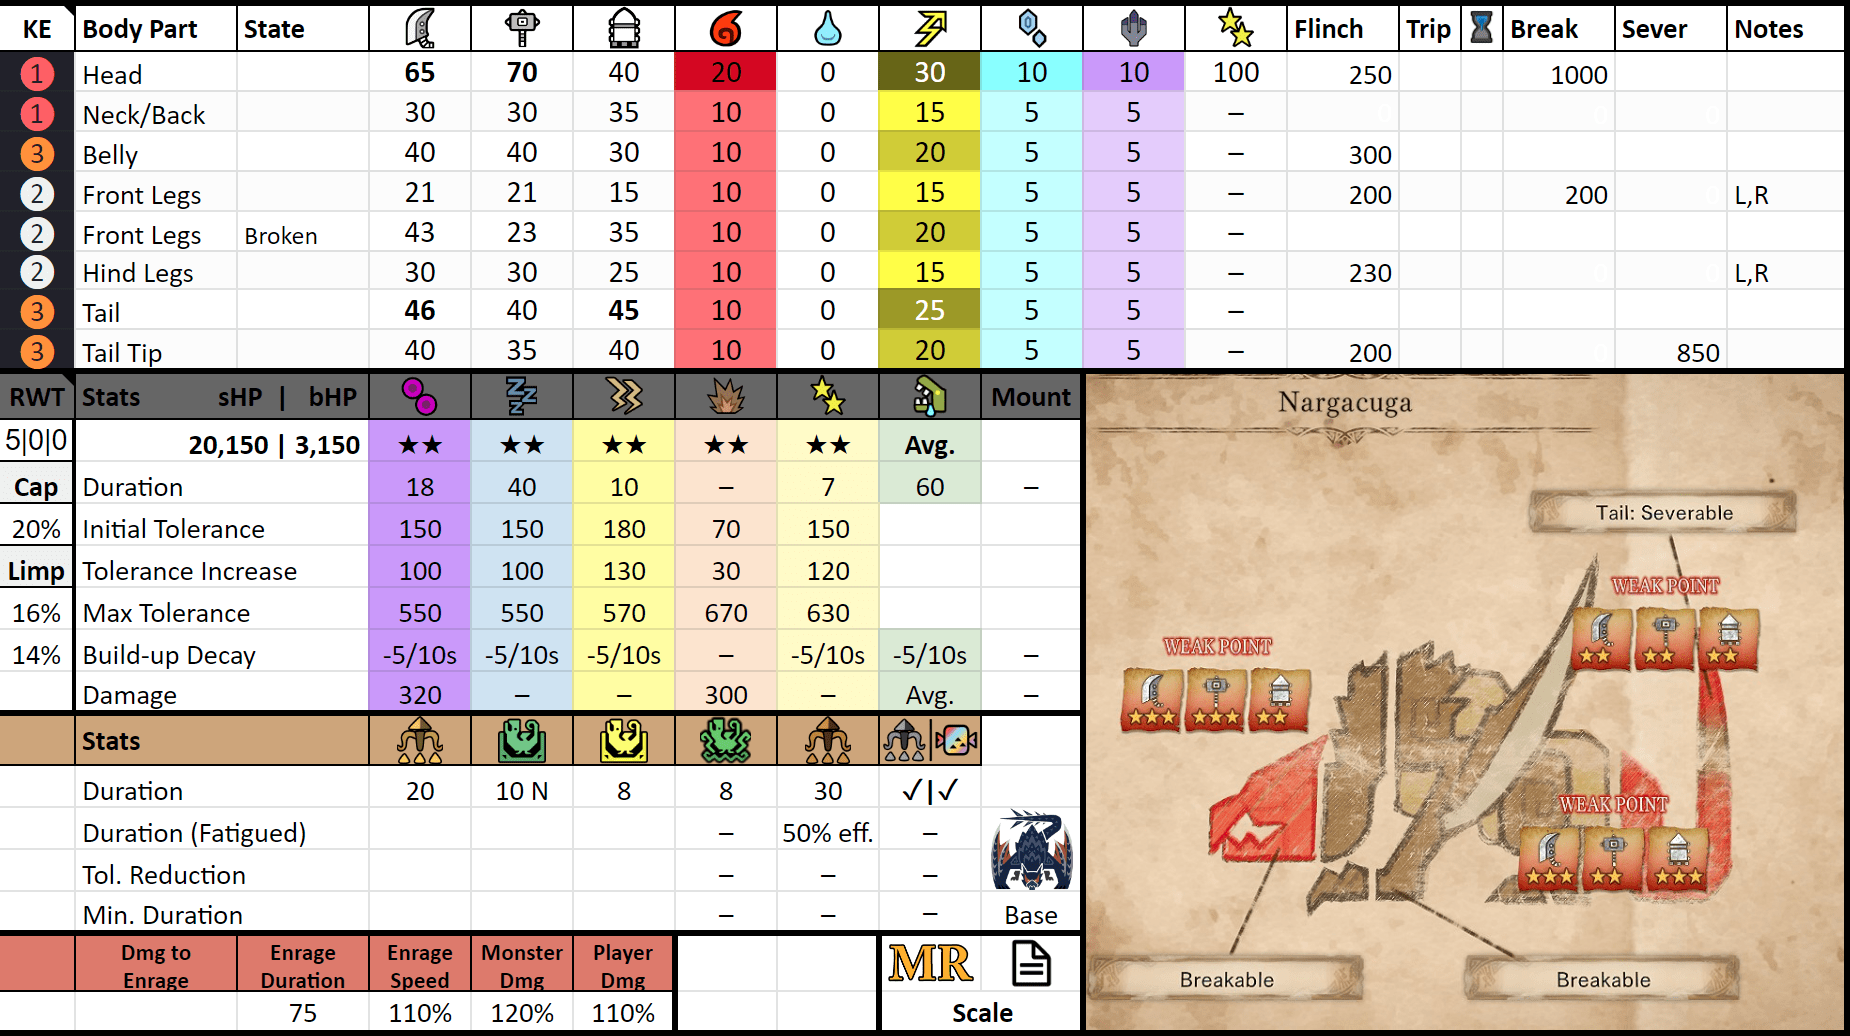 KE Body Part State Flinch Trip Break Sever Notes
1 Head 65 70 40 20 0 30 10 10 100 250 1000
1 Neck/Back 30 30 35 10 0 15 5 5 –
3 Belly 40 40 30 10 0 20 5 5 – 300
2 Front Legs 21 21 15 10 0 15 5 5 – 200 200 L,R
2 Front Legs Broken 43 23 35 10 0 20 5 5 –
2 Hind Legs 30 30 25 10 0 15 5 5 – 230 L,R
3 Tail 46 40 45 10 0 25 5 5 –
3 Tail Tip 40 35 40 10 0 20 5 5 – 200 850
RWT Stats sHP | bHP Mount
5|0|0 20,150 | 3,150 ★★ ★★ ★★ ★★ ★★ Avg.
Cap Duration 18 40 10 – 7 60 –
20% Initial Tolerance 150 150 180 70 150
Limp Tolerance Increase 100 100 130 30 120
16% Max Tolerance 550 550 570 670 630
14% Build-up Decay -5/10s -5/10s -5/10s – -5/10s -5/10s –
Damage 320 – – 300 – Avg. –
Stats
Duration 20 10 N 8 8 30 ✓|✓
Duration (Fatigued) – 50% eff. –
Tol. Reduction – – –
Min. Duration – – – Base
Dmg to Enrage Enrage Duration Enrage Speed Monster Dmg Player Dmg MR
75 110% 120% 110% Scale
Nargacuga
Tail: Severable
WEAK POINT
★★ ★★ ★★
WEAK POINT
★★★ ★★★ ★★
WEAK POINT
★★★ ★★ ★★★
Breakable
Breakable